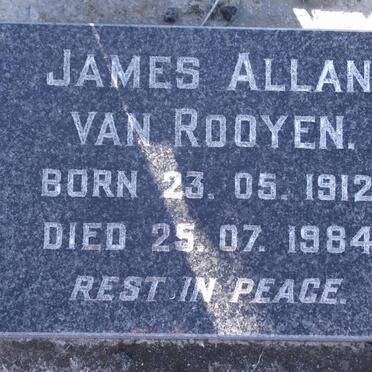 JAMES ALLAN
VAN ROOYEN.
BORN 23. 05. 1912
DIED 25. 07. 1984
REST IN PEACE.